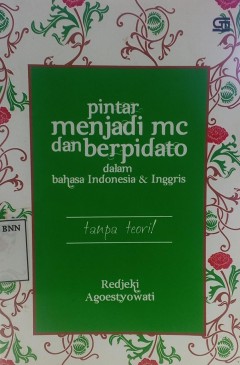 pintar
menjadi mc
dan berpidato
dalam
bahasa Indonesia & Inggris
tanpa teori!
Redjeki
Agoestyowati
BNN